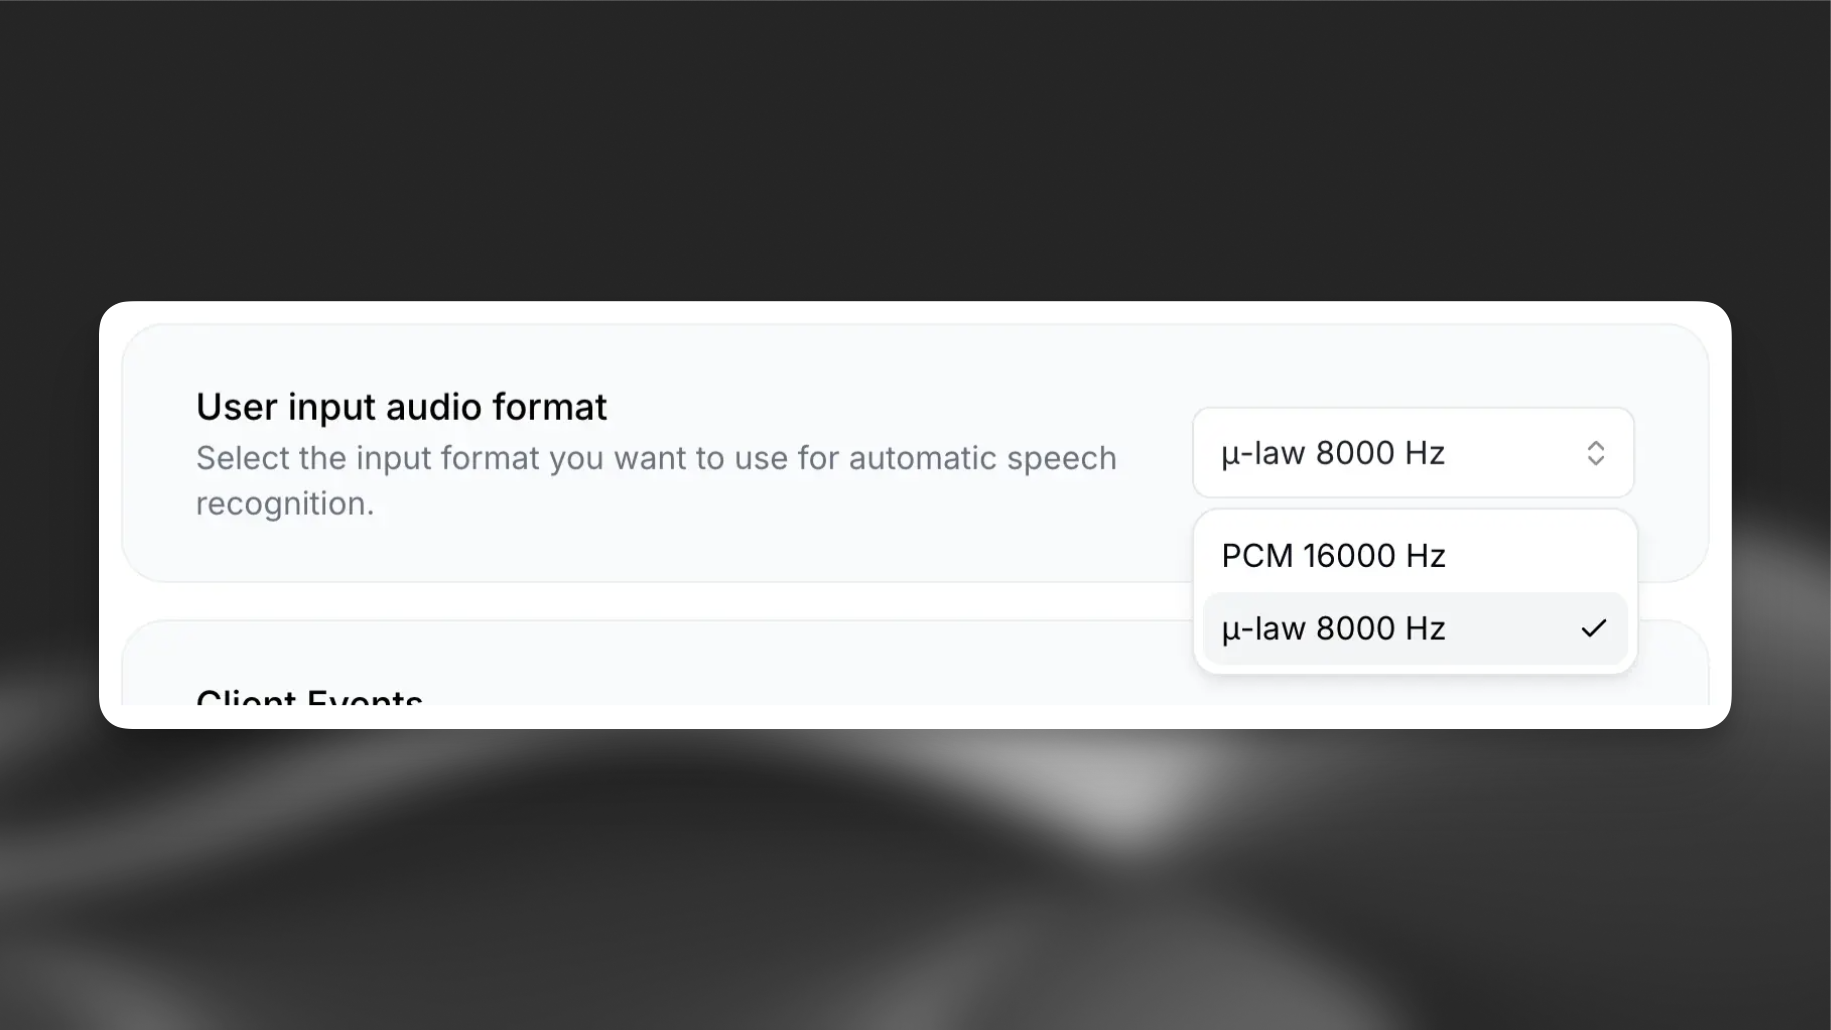 User input audio format
Select the input format you want to use for automatic speech
recognition.
μ-law 8000 Hz
PCM 16000 Hz
μ-law 8000 Hz
Client Events